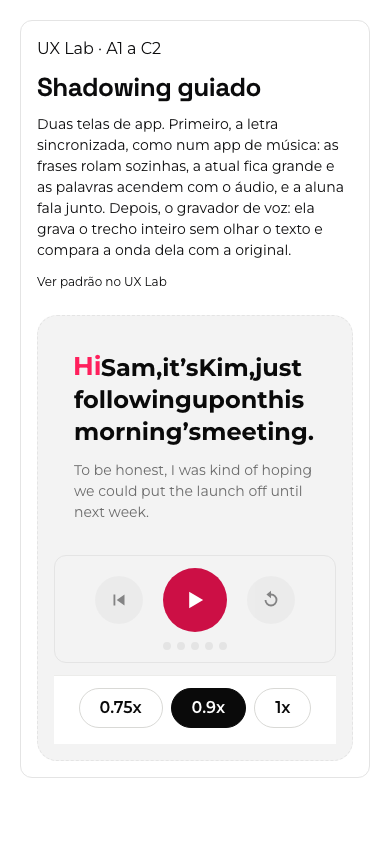 UX Lab · A1 a C2
Shadowing guiado
Duas telas de app. Primeiro, a letra
sincronizada, como num app de música: as
frases rolam sozinhas, a atual fica grande e
as palavras acendem com o áudio, e a aluna
fala junto. Depois, o gravador de voz: ela
grava o trecho inteiro sem olhar o texto e
compara a onda dela com a original.
Ver padrão no UX Lab
HiSam,it’sKim,just
followinguponthis
morning’smeeting.
To be honest, I was kind of hoping
we could put the launch off until
next week.
0.75x 0.9x 1x